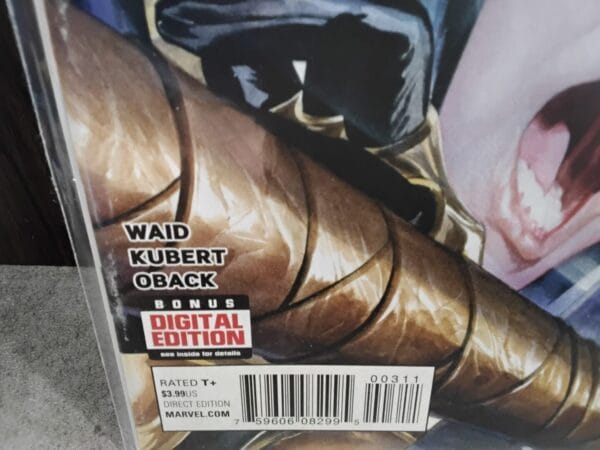 WAID
KUBERT
OBACK
BONUS
DIGITAL
EDITION
see inside for details
RATED T+
$3.99US
DIRECT EDITION
MARVEL.COM
00311
7 59606 08299 5